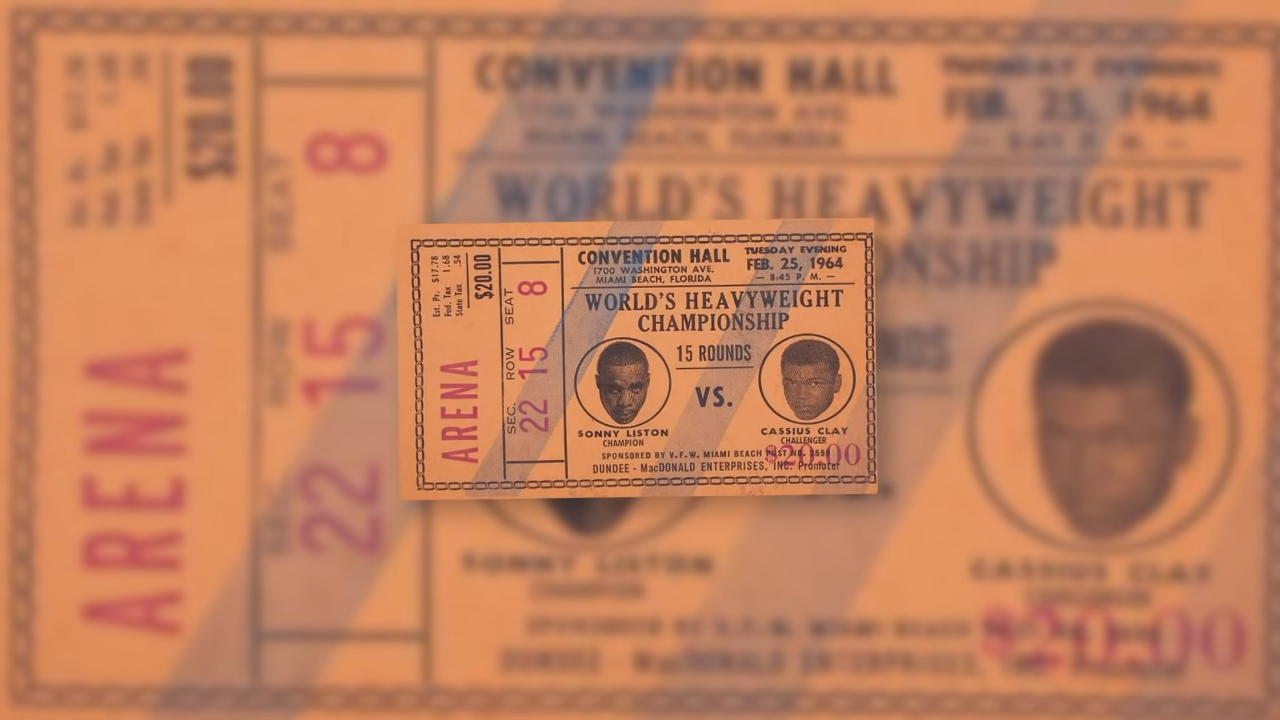 Est. Pr. $17.78
Fed. Tax 1.68
State Tax .54
$20.00
ARENA
SEC. 22 ROW 15 SEAT 8
CONVENTION HALL
1700 WASHINGTON AVE.
MIAMI BEACH, FLORIDA
TUESDAY EVENING
FEB. 25, 1964
— 8:45 P. M. —
WORLD'S HEAVYWEIGHT
CHAMPIONSHIP
15 ROUNDS
VS.
SONNY LISTON
CHAMPION
CASSIUS CLAY
CHALLENGER
SPONSORED BY V.F.W. MIAMI BEACH POST NO. 3559
$20.00
DUNDEE - MacDONALD ENTERPRISES, INC. Promoter